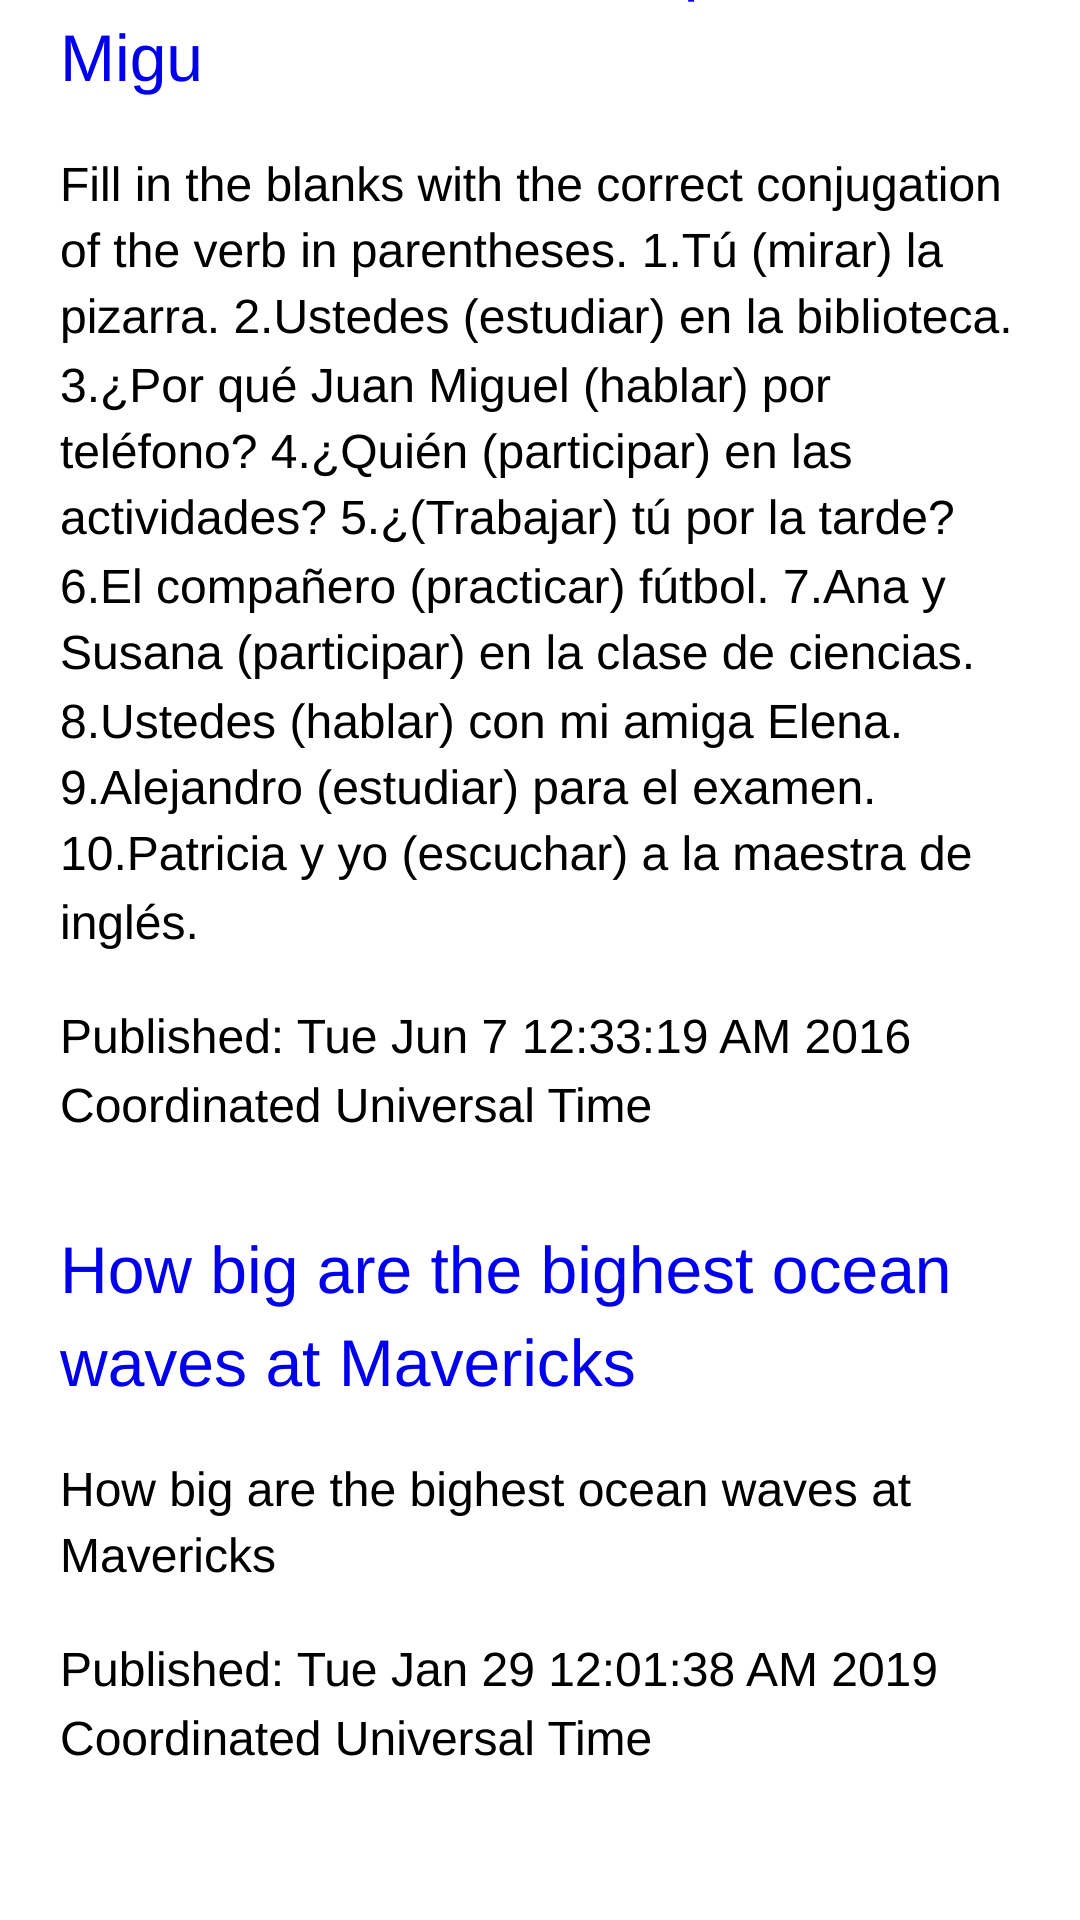 Migu
Fill in the blanks with the correct conjugation
of the verb in parentheses. 1.Tú (mirar) la
pizarra. 2.Ustedes (estudiar) en la biblioteca.
3.¿Por qué Juan Miguel (hablar) por
teléfono? 4.¿Quién (participar) en las
actividades? 5.¿(Trabajar) tú por la tarde?
6.El compañero (practicar) fútbol. 7.Ana y
Susana (participar) en la clase de ciencias.
8.Ustedes (hablar) con mi amiga Elena.
9.Alejandro (estudiar) para el examen.
10.Patricia y yo (escuchar) a la maestra de
inglés.
Published: Tue Jun 7 12:33:19 AM 2016
Coordinated Universal Time
How big are the bighest ocean
waves at Mavericks
How big are the bighest ocean waves at
Mavericks
Published: Tue Jan 29 12:01:38 AM 2019
Coordinated Universal Time